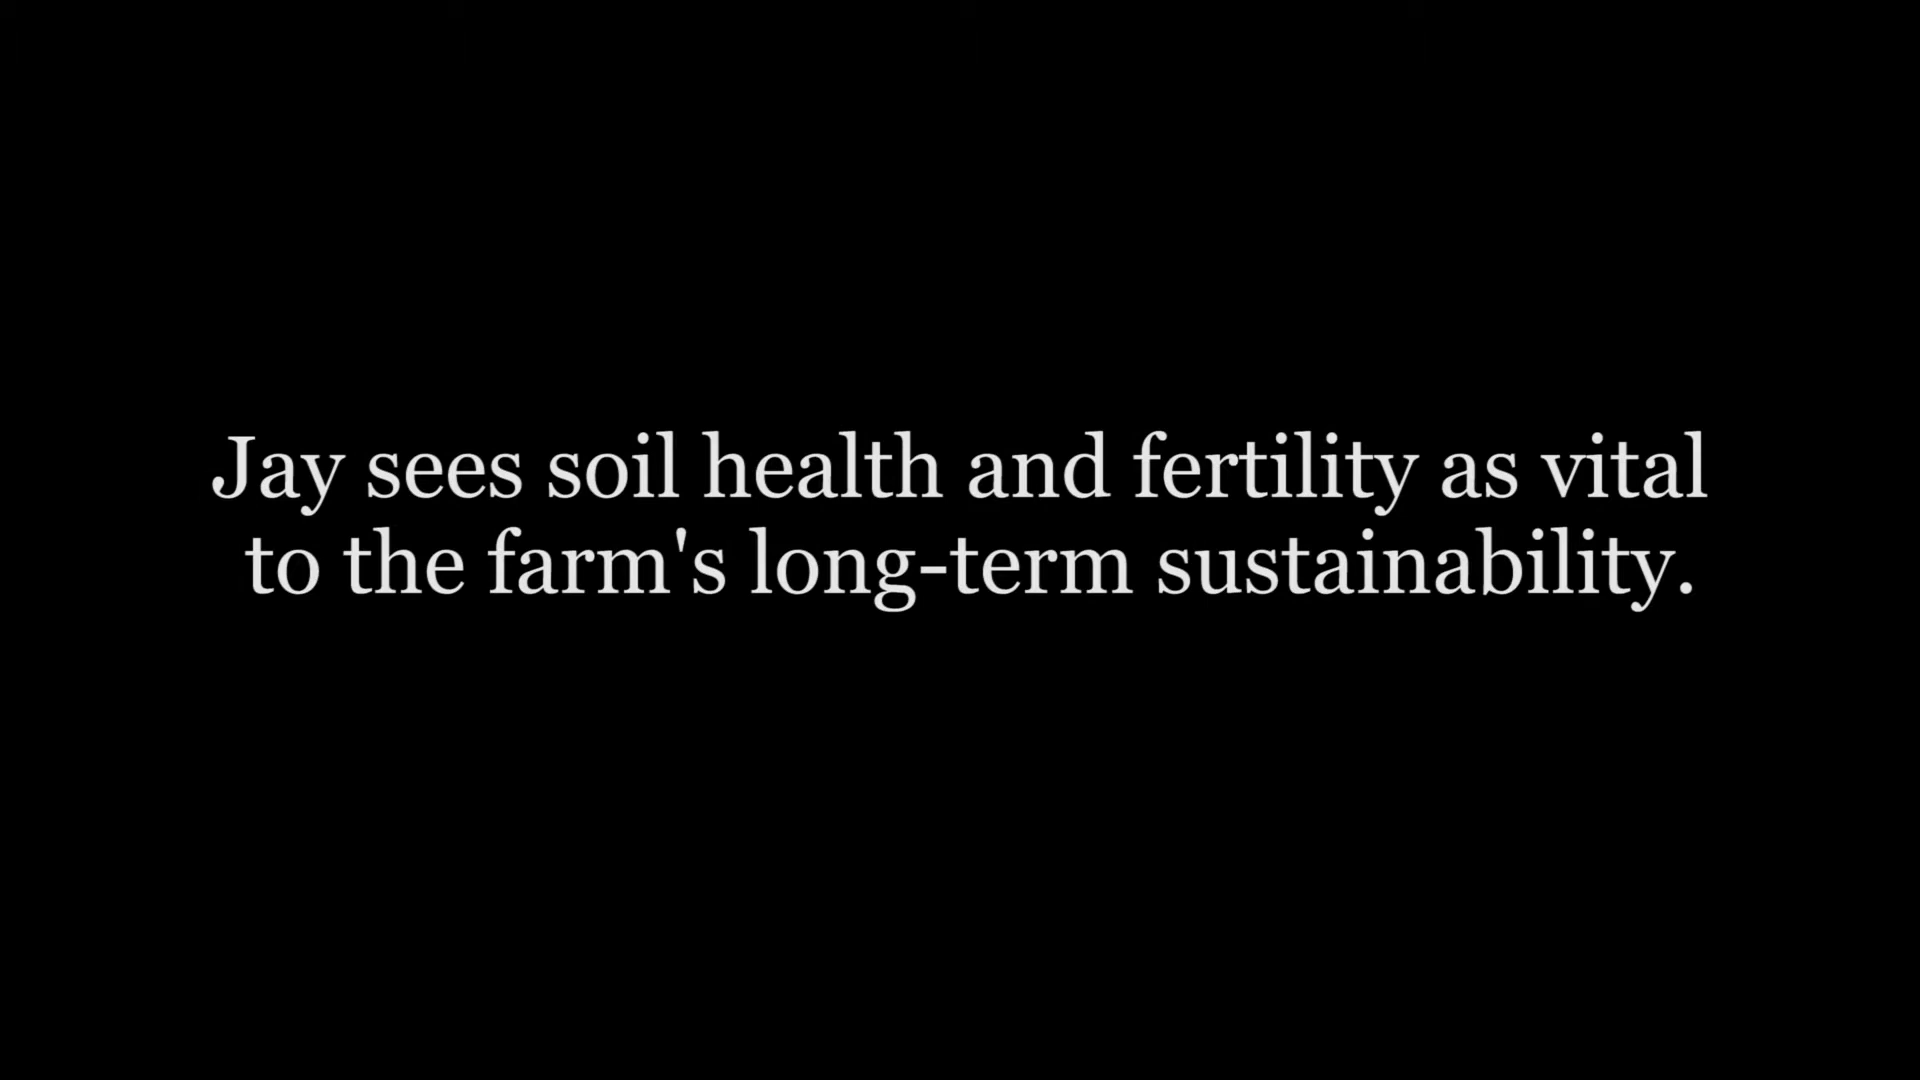 Jay sees soil health and fertility as vital
to the farm's long-term sustainability.